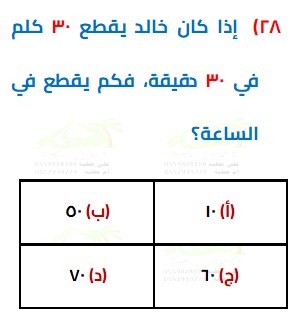 ٢٨) إذا كان خالد يقطع ٣٠ كلم
في ٣٠ دقيقة، فكم يقطع في
الساعة؟
(أ) ١٠ (ب) ٥٠
(ج) ٦٠ (د) ٧٠